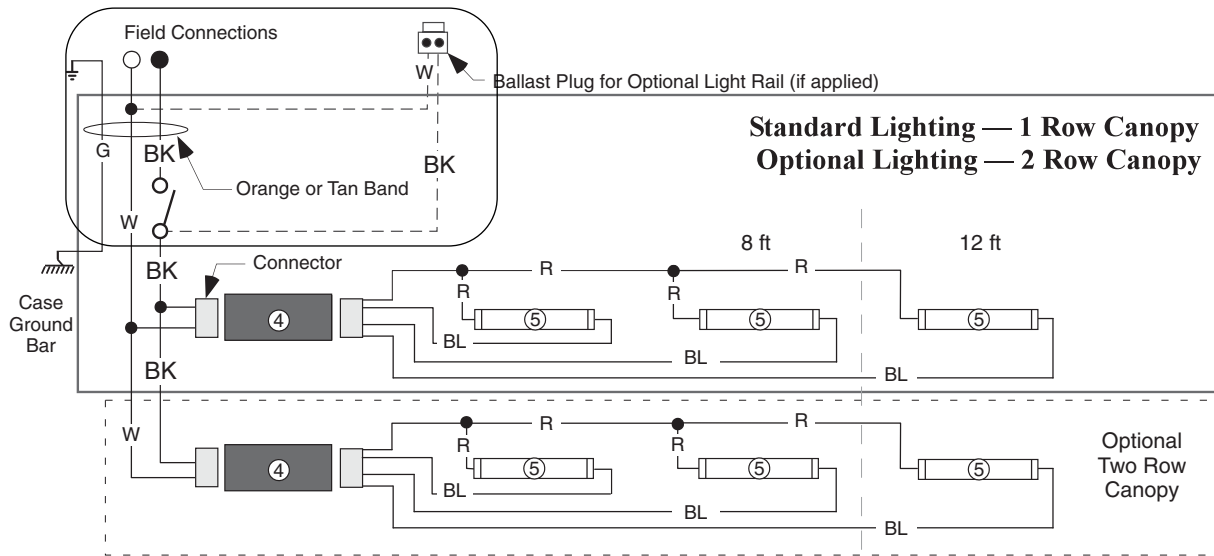 Field Connections
W
Ballast Plug for Optional Light Rail (if applied)
Standard Lighting — 1 Row Canopy
Optional Lighting — 2 Row Canopy
G
BK
BK
Orange or Tan Band
W
8 ft
12 ft
BK
Connector
R
R
Case
Ground
Bar
R
R
4
5
5
5
BL
BL
BK
BL
W
R
R
R
R
Optional
Two Row
Canopy
4
5
5
5
BL
BL
BL